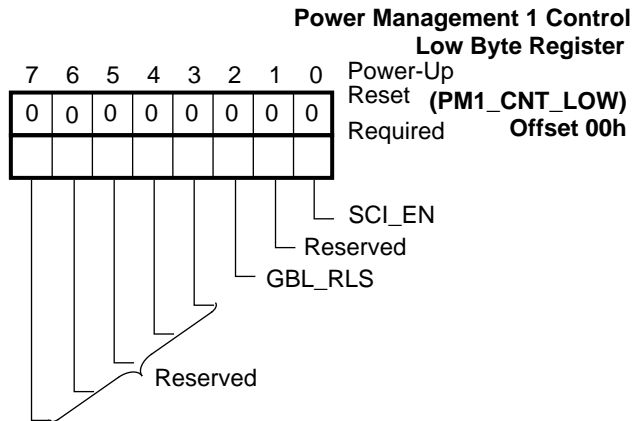 Power Management 1 Control
Low Byte Register
(PM1_CNT_LOW)
Offset 00h
7 6 5 4 3 2 1 0
Power-Up
Reset
0 0 0 0 0 0 0 0
Required
SCI_EN
Reserved
GBL_RLS
Reserved